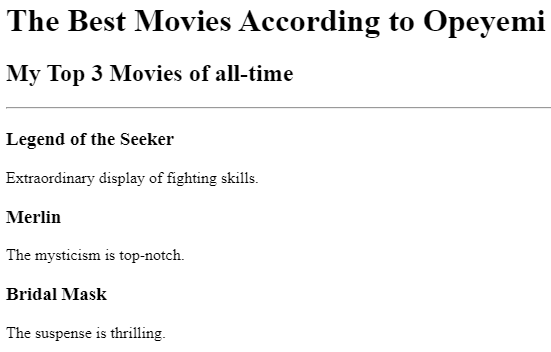 The Best Movies According to Opeyemi
My Top 3 Movies of all-time
Legend of the Seeker
Extraordinary display of fighting skills.
Merlin
The mysticism is top-notch.
Bridal Mask
The suspense is thrilling.